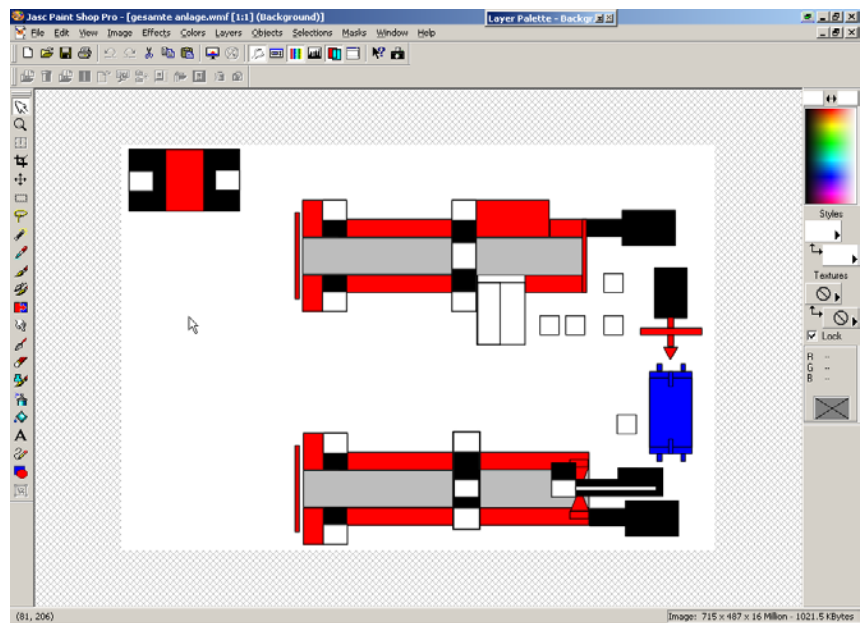 Jasc Paint Shop Pro - [gesamte anlage.wmf [1:1] (Background)]
Layer Palette - Backgr
File Edit View Image Effects Colors Layers Objects Selections Masks Window Help
Styles
Textures
Lock
R --
G --
B --
(81, 206)
Image: 715 x 487 x 16 Million - 1021.5 KBytes